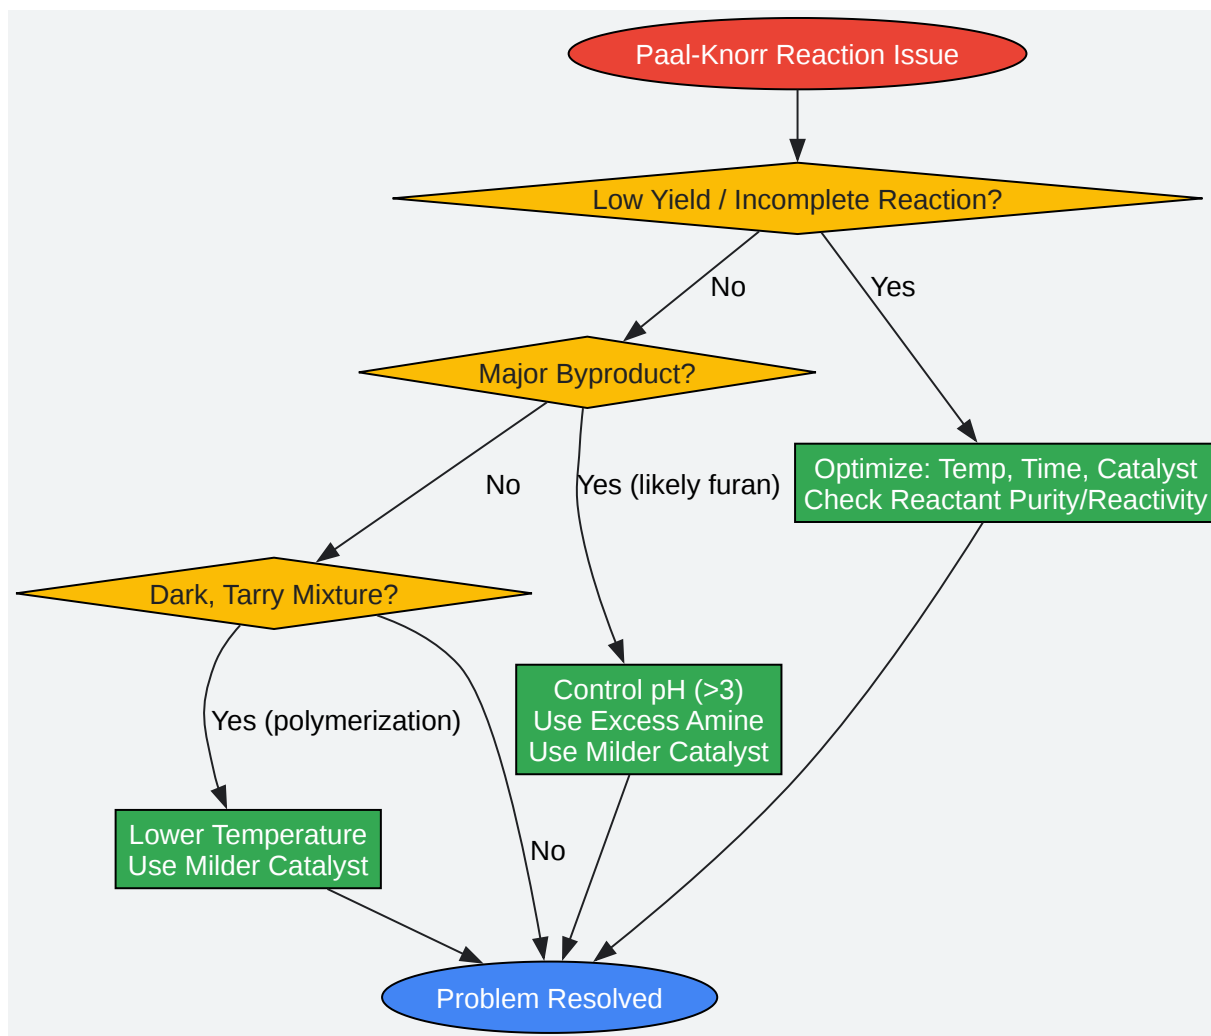 Paal-Knorr Reaction Issue
Low Yield / Incomplete Reaction?
No
Yes
Major Byproduct?
Optimize: Temp, Time, Catalyst
Check Reactant Purity/Reactivity
No
Yes (likely furan)
Dark, Tarry Mixture?
Control pH (>3)
Use Excess Amine
Use Milder Catalyst
Yes (polymerization)
Lower Temperature
Use Milder Catalyst
No
Problem Resolved